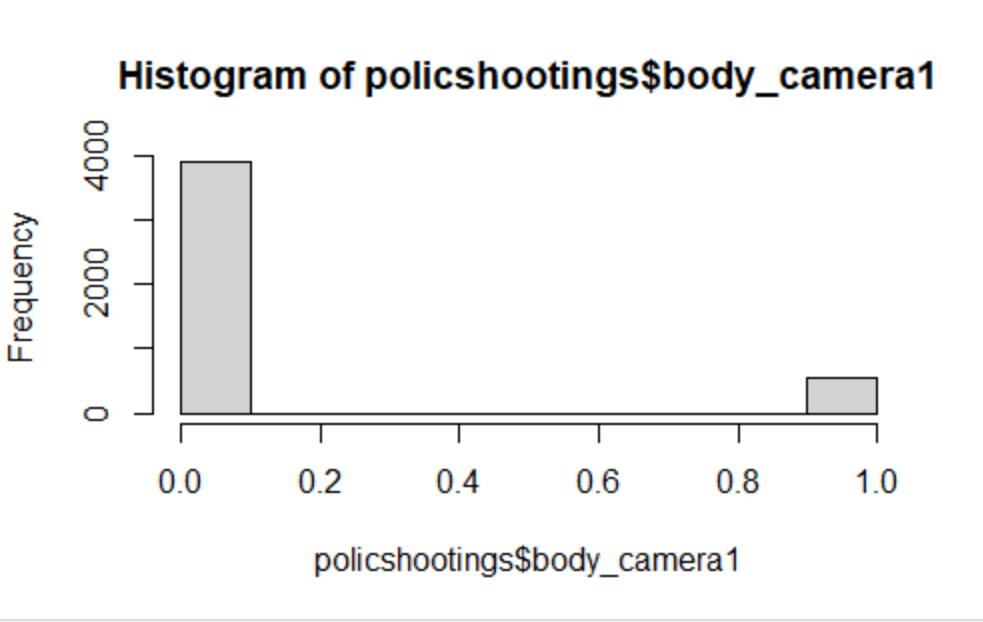 Histogram of policshootings$body_camera1
Frequency
4000
2000
0
0.0 0.2 0.4 0.6 0.8 1.0
policshootings$body_camera1